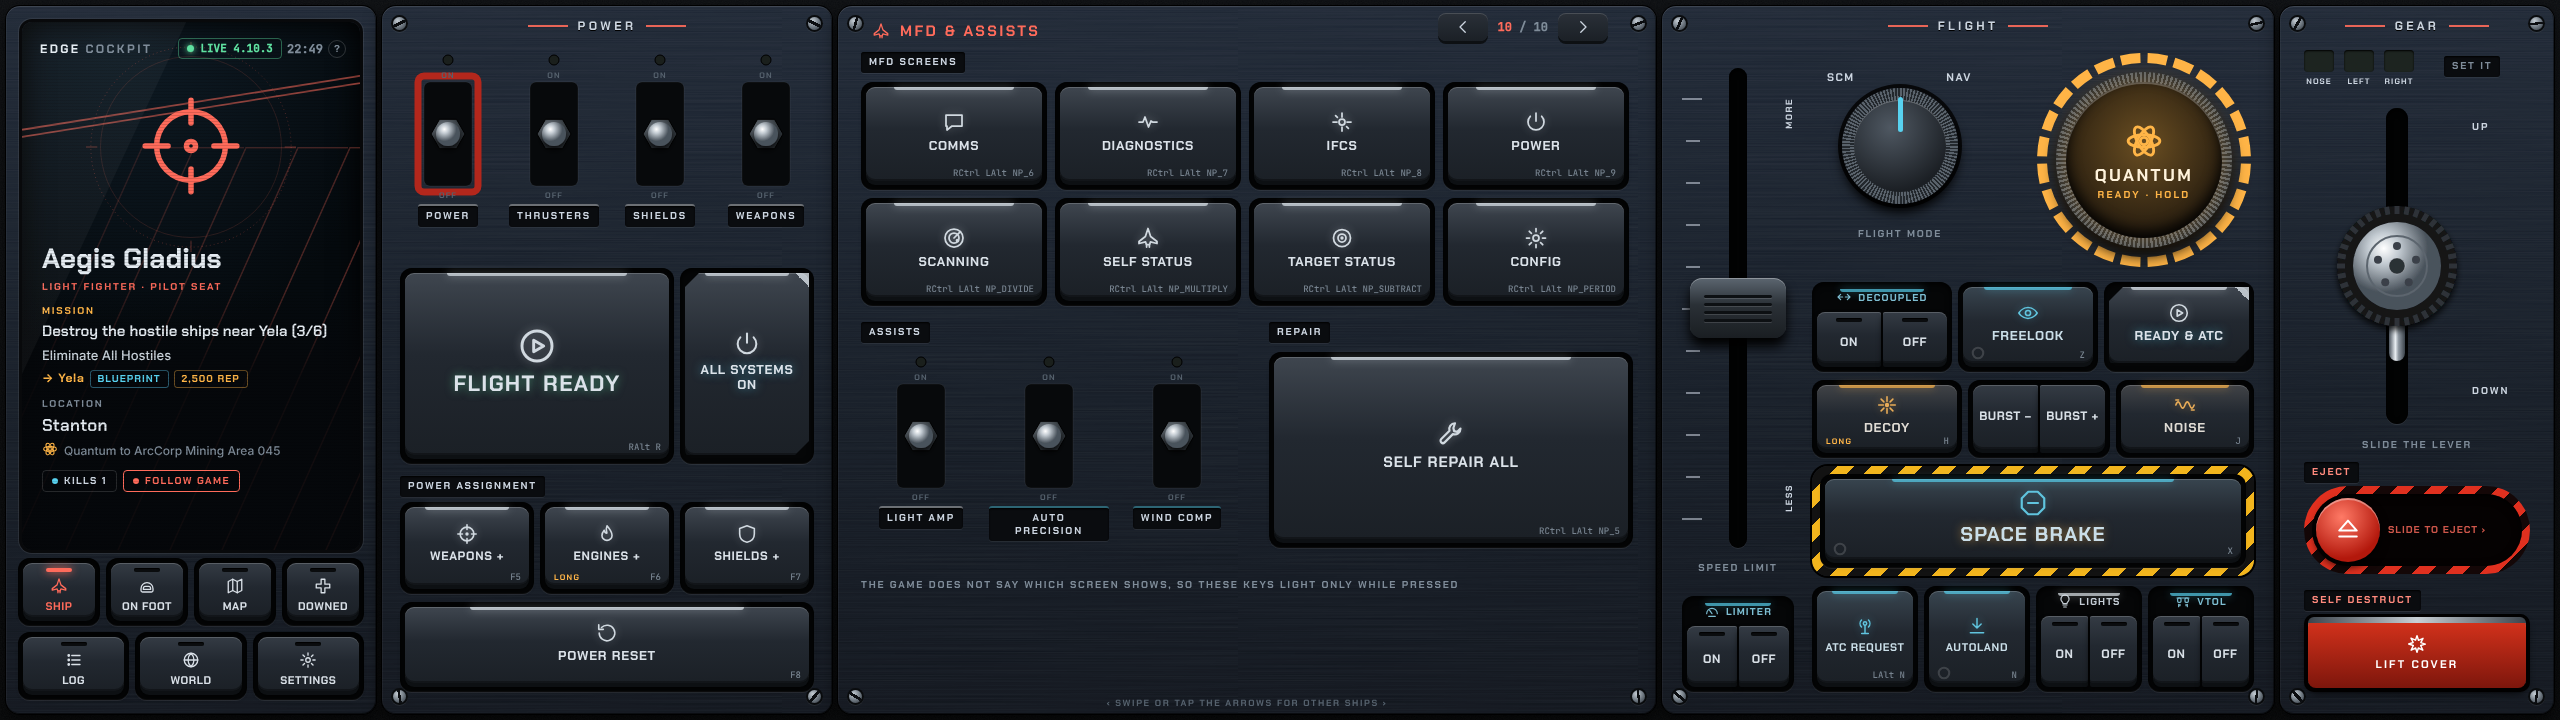 EDGE COCKPIT
LIVE 4.10.3
22:49
?
Aegis Gladius
LIGHT FIGHTER · PILOT SEAT
MISSION
Destroy the hostile ships near Yela (3/6)
Eliminate All Hostiles
→ Yela
BLUEPRINT
2,500 REP
LOCATION
Stanton
Quantum to ArcCorp Mining Area 045
KILLS 1
FOLLOW GAME
SHIP
ON FOOT
MAP
DOWNED
LOG
WORLD
SETTINGS
POWER
ON
ON
ON
ON
OFF
OFF
OFF
OFF
POWER
THRUSTERS
SHIELDS
WEAPONS
FLIGHT READY
RAlt R
ALL SYSTEMS
ON
POWER ASSIGNMENT
WEAPONS +
F5
ENGINES +
LONG
F6
SHIELDS +
F7
POWER RESET
F8
MFD & ASSISTS
10 / 10
MFD SCREENS
COMMS
RCtrl LAlt NP_6
DIAGNOSTICS
RCtrl LAlt NP_7
IFCS
RCtrl LAlt NP_8
POWER
RCtrl LAlt NP_9
SCANNING
RCtrl LAlt NP_DIVIDE
SELF STATUS
RCtrl LAlt NP_MULTIPLY
TARGET STATUS
RCtrl LAlt NP_SUBTRACT
CONFIG
RCtrl LAlt NP_PERIOD
ASSISTS
ON
ON
ON
OFF
OFF
OFF
LIGHT AMP
AUTO
PRECISION
WIND COMP
REPAIR
SELF REPAIR ALL
RCtrl LAlt NP_5
THE GAME DOES NOT SAY WHICH SCREEN SHOWS, SO THESE KEYS LIGHT ONLY WHILE PRESSED
‹ SWIPE OR TAP THE ARROWS FOR OTHER SHIPS ›
FLIGHT
MORE
LESS
SPEED LIMIT
LIMITER
ON
OFF
SCM
NAV
FLIGHT MODE
QUANTUM
READY · HOLD
DECOUPLED
ON
OFF
FREELOOK
Z
READY & ATC
DECOY
LONG
H
BURST –
BURST +
NOISE
J
SPACE BRAKE
X
ATC REQUEST
LAlt N
AUTOLAND
N
LIGHTS
ON
OFF
VTOL
ON
OFF
GEAR
NOSE
LEFT
RIGHT
SET IT
UP
DOWN
SLIDE THE LEVER
EJECT
SLIDE TO EJECT ›
SELF DESTRUCT
LIFT COVER